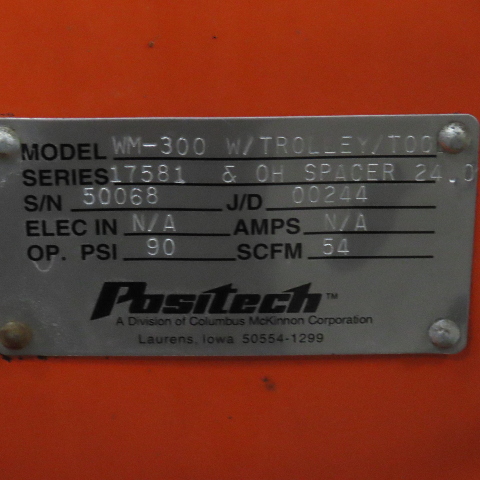 MODEL WM-300 W/TROLLEY/TOO
SERIES 17581 & OH SPACER 24.0
S/N 50068 J/D 00244
ELEC IN N/A AMPS N/A
OP. PSI 90 SCFM 54
Positech™
A Division of Columbus McKinnon Corporation
Laurens, Iowa 50554-1299